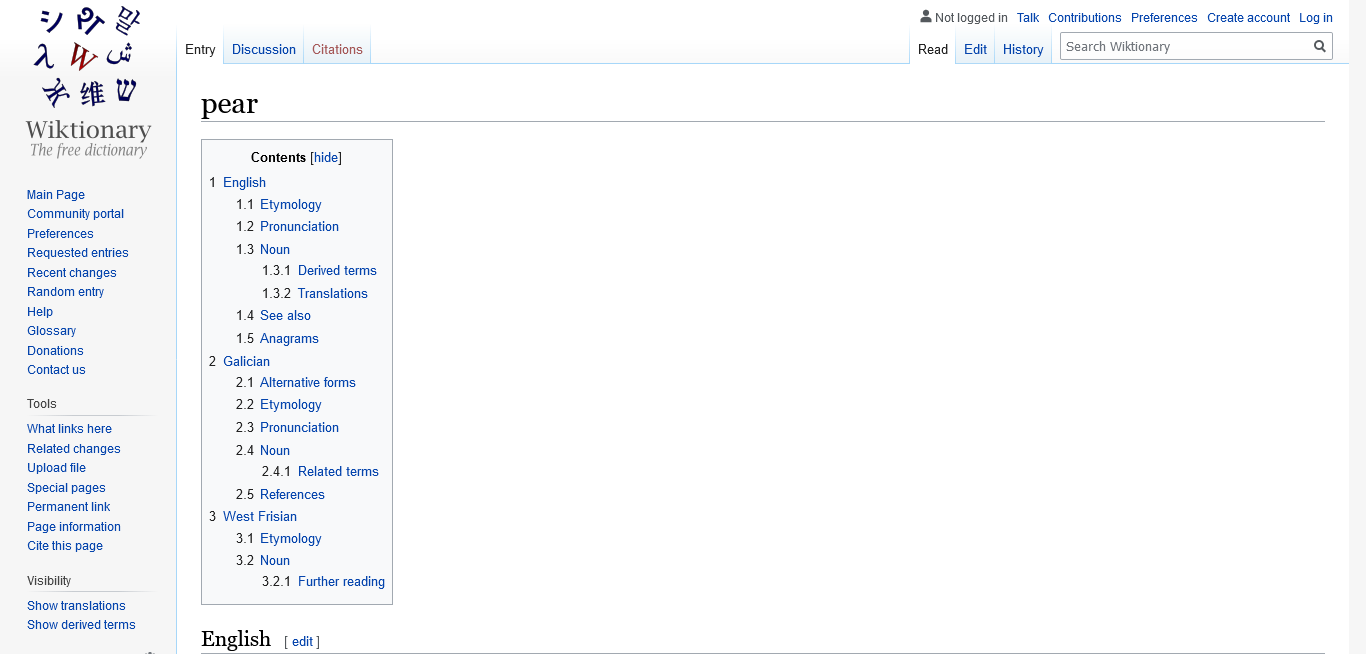 Not logged in Talk Contributions Preferences Create account Log in
Entry Discussion Citations Read Edit History Search Wiktionary
シ 말
λ W
维 ש
Wiktionary
The free dictionary
Main Page
Community portal
Preferences
Requested entries
Recent changes
Random entry
Help
Glossary
Donations
Contact us
Tools
What links here
Related changes
Upload file
Special pages
Permanent link
Page information
Cite this page
Visibility
Show translations
Show derived terms
pear
Contents [hide]
1 English
1.1 Etymology
1.2 Pronunciation
1.3 Noun
1.3.1 Derived terms
1.3.2 Translations
1.4 See also
1.5 Anagrams
2 Galician
2.1 Alternative forms
2.2 Etymology
2.3 Pronunciation
2.4 Noun
2.4.1 Related terms
2.5 References
3 West Frisian
3.1 Etymology
3.2 Noun
3.2.1 Further reading
English [ edit ]